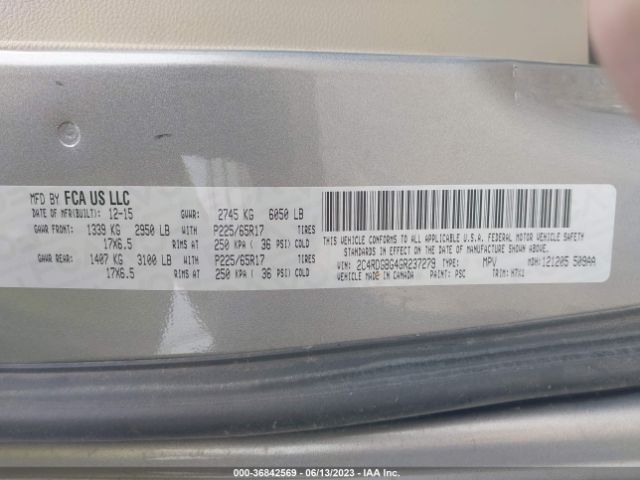 MFD BY FCA US LLC
DATE OF MFR(BUILT): 12-15 GVWR: 2745 KG 6050 LB
GAWR FRONT: 1339 KG 2950 LB WITH P225/65R17 TIRES
17X6.5 RIMS AT 250 KPA ( 36 PSI) COLD
GAWR REAR: 1407 KG 3100 LB WITH P225/65R17 TIRES
17X6.5 RIMS AT 250 KPA ( 36 PSI) COLD
THIS VEHICLE CONFORMS TO ALL APPLICABLE U.S.A. FEDERAL MOTOR VEHICLE SAFETY,
STANDARDS IN EFFECT ON THE DATE OF MANUFACTURE SHOWN ABOVE.
VIN: 2C4RDGBG4GR237279 TYPE: MPV MDH:121205 509AA
VEHICLE MADE IN CANADA PAINT: PSC TRIM: H7X1
000-36842569 - 06/13/2023 - IAA Inc.